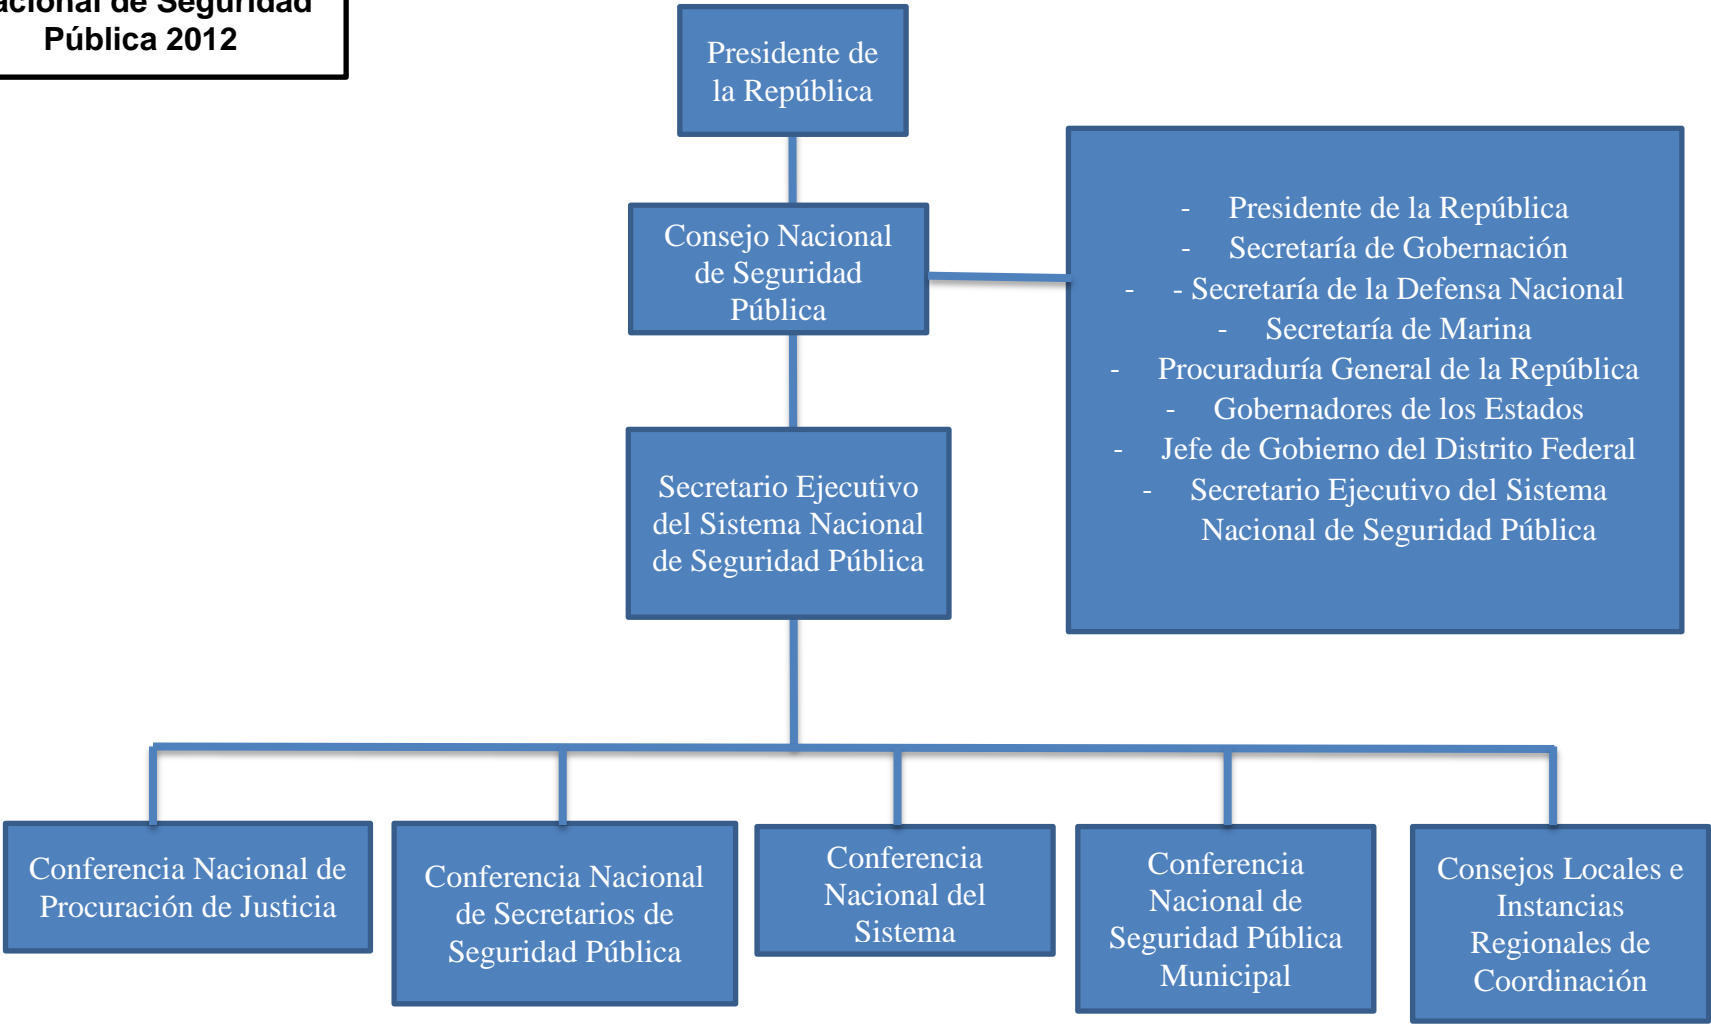 de Seguridad
Pública 2012
Presidente de
la República
Consejo Nacional
de Seguridad
Pública
- Presidente de la República
- Secretaría de Gobernación
- - Secretaría de la Defensa Nacional
- Secretaría de Marina
- Procuraduría General de la República
- Gobernadores de los Estados
- Jefe de Gobierno del Distrito Federal
- Secretario Ejecutivo del Sistema
Nacional de Seguridad Pública
Secretario Ejecutivo
del Sistema Nacional
de Seguridad Pública
Conferencia Nacional de
Procuración de Justicia
Conferencia Nacional
de Secretarios de
Seguridad Pública
Conferencia
Nacional del
Sistema
Conferencia
Nacional de
Seguridad Pública
Municipal
Consejos Locales e
Instancias
Regionales de
Coordinación